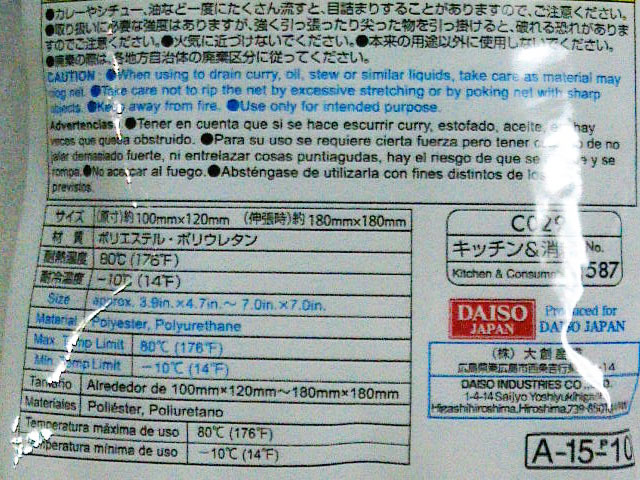 ●カレーやシチュー、油など一度にたくさん流すと、目詰まりすることがありますので、ご注意ください。
●取り扱いに必要な強度はありますが、強く引っ張ったり尖った物を引っ掛けると、破れる恐れがありま
すのでご注意ください。●火気に近づけないでください。●本来の用途以外に使用しないでください。
●廃棄の際は、各地方自治体の廃棄区分に従ってください。
CAUTION : ●When using to drain curry, oil, stew or similar liquids, take care as material may
clog net. ●Take care not to rip the net by excessive stretching or by poking net with sharp
objects. ●Keep away from fire. ●Use only for intended purpose.
Advertencias: ●Tener en cuenta que si se hace escurrir curry, estofado, aceite, hay
veces que queda obstruido. ●Para su uso se requiere cierta fuerza pero tener de no
jalar demasiado fuerte, ni entrelazar cosas puntiagudas, hay el riesgo de que se y se
rompa. ●No acercar al fuego. ●Absténgase de utilizarla con fines distintos de los
previstos.
サイズ (原寸)約100mm×120mm (伸張時)約180mm×180mm
材質 ポリエステル・ポリウレタン
耐熱温度 80℃ (176℉)
耐冷温度 -10℃ (14℉)
Size approx. 3.9in.×4.7in.～ 7.0in.×7.0in.
Material Polyester, Polyurethane
Max. Temp Limit 80℃ (176℉)
Min. Temp Limit -10℃ (14℉)
Tamaño Alrededor de 100mm×120mm～180mm×180mm
Materiales Poliéster, Poliuretano
Temperatura máxima de uso 80℃ (176℉)
Temperatura mínima de uso -10℃ (14℉)
C029
キッチン&消 No.
Kitchen & Consum 587
DAISO
JAPAN
Produced for
DAISO JAPAN
(株) 大創産業
広島県東広島市西条吉行東 -14
DAISO INDUSTRIES CO., LTD.
1-4-14 Saijyo Yoshiyukihigashi,
Higashihiroshima, Hiroshima, 739-8501
A-15-P10